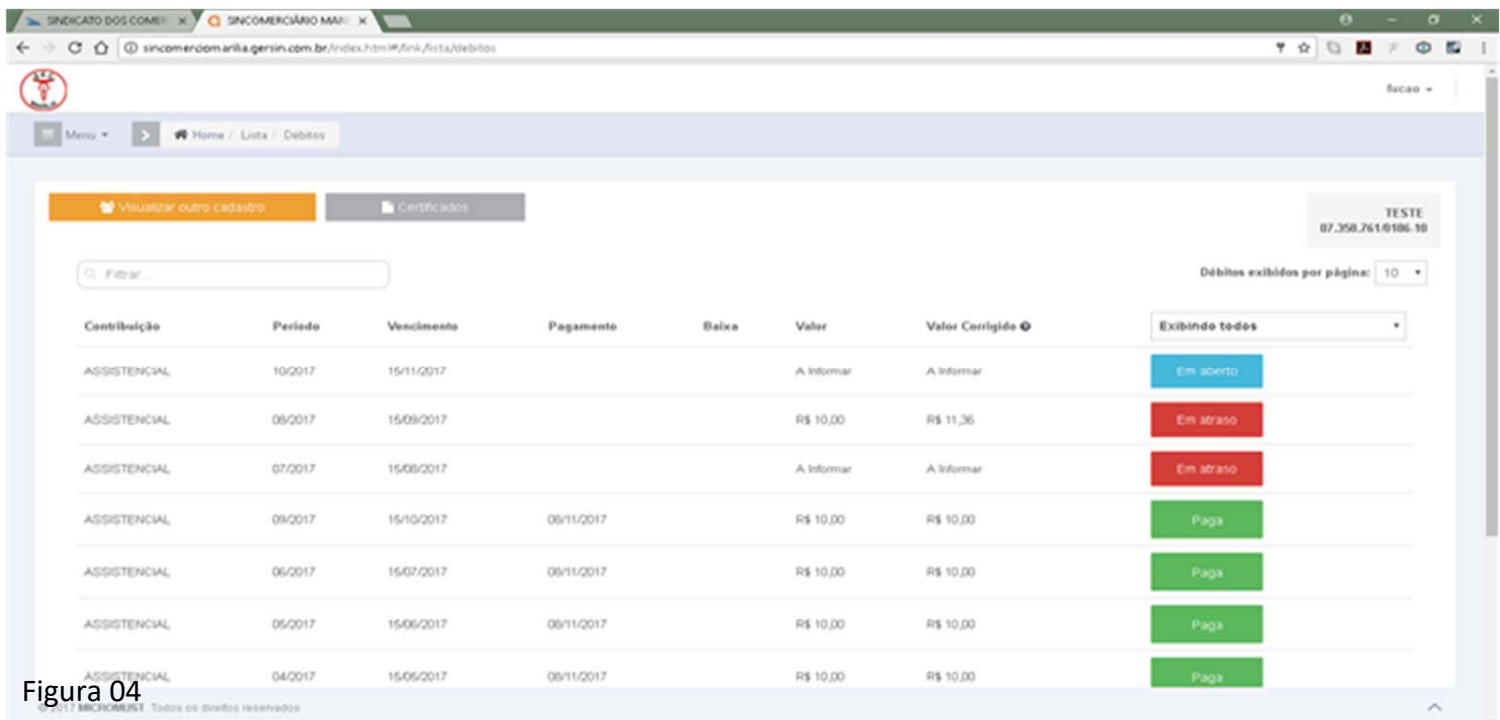 SINDICATO DOS COMER
SINCOMERCIÁRIO MARI
sincomerciomarilia.gersin.com.br/index.html#/link/lista/debitos
fucao
Menu
Home / Lista / Débitos
Visualizar outro cadastro
Certificados
TESTE
07.358.761/0186-10
Filtrar...
Débitos exibidos por página: 10
Contribuição Período Vencimento Pagamento Baixa Valor Valor Corrigido Exibindo todos
ASSISTENCIAL 10/2017 15/11/2017 A Informar A Informar Em aberto
ASSISTENCIAL 08/2017 15/09/2017 R$ 10,00 R$ 11,36 Em atraso
ASSISTENCIAL 07/2017 15/08/2017 A Informar A Informar Em atraso
ASSISTENCIAL 09/2017 15/10/2017 08/11/2017 R$ 10,00 R$ 10,00 Paga
ASSISTENCIAL 06/2017 15/07/2017 08/11/2017 R$ 10,00 R$ 10,00 Paga
ASSISTENCIAL 05/2017 15/06/2017 08/11/2017 R$ 10,00 R$ 10,00 Paga
ASSISTENCIAL 04/2017 15/05/2017 08/11/2017 R$ 10,00 R$ 10,00 Paga
Figura 04
© 2017 MICROMUST. Todos os direitos reservados